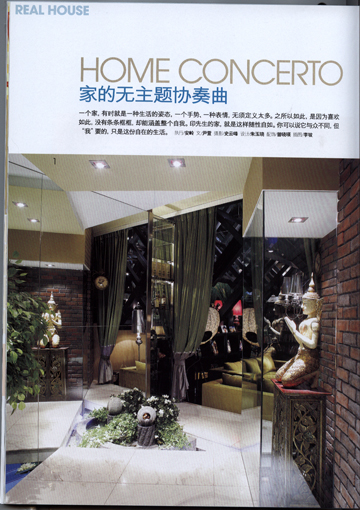 REAL HOUSE
HOME CONCERTO
家的无主题协奏曲
一个家,有时就是一种生活的姿态,一个手势,一种表情,无须定义太多。之所以如此,是因为喜欢
如此,没有条条框框,却能涵盖整个自我。印先生的家,就是这样随性自如。你可以说它与众不同,但
“我”要的,只是这份自在的生活。
1